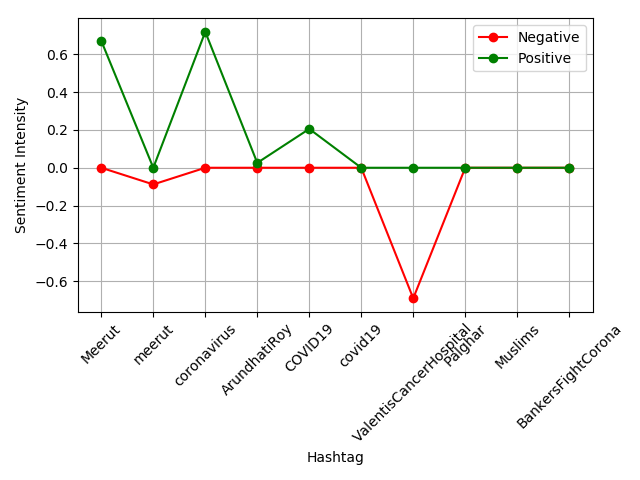 Negative
Positive
0.6
0.4
0.2
0.0
−0.2
−0.4
−0.6
Sentiment Intensity
Meerut
meerut
coronavirus
ArundhatiRoy
COVID19
covid19
ValentisCancerHospital
Palghar
Muslims
BankersFightCorona
Hashtag